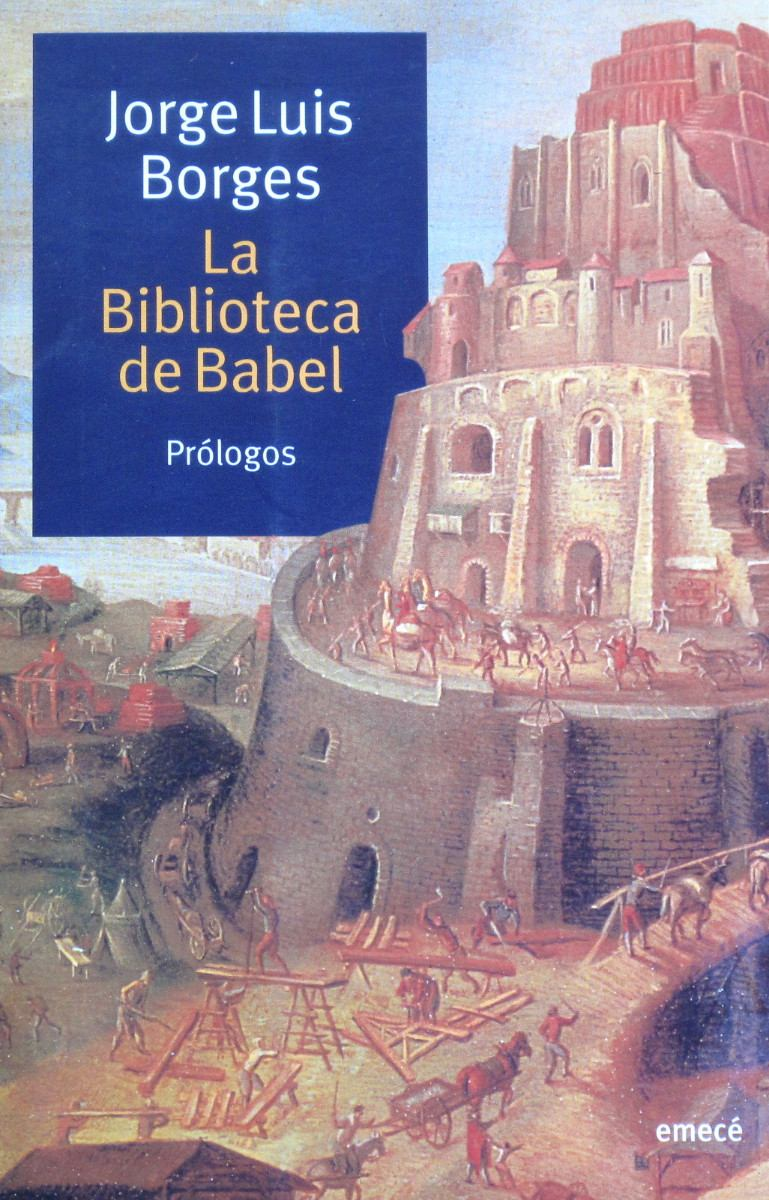 Jorge Luis
Borges
La
Biblioteca
de Babel
Prólogos
emecé